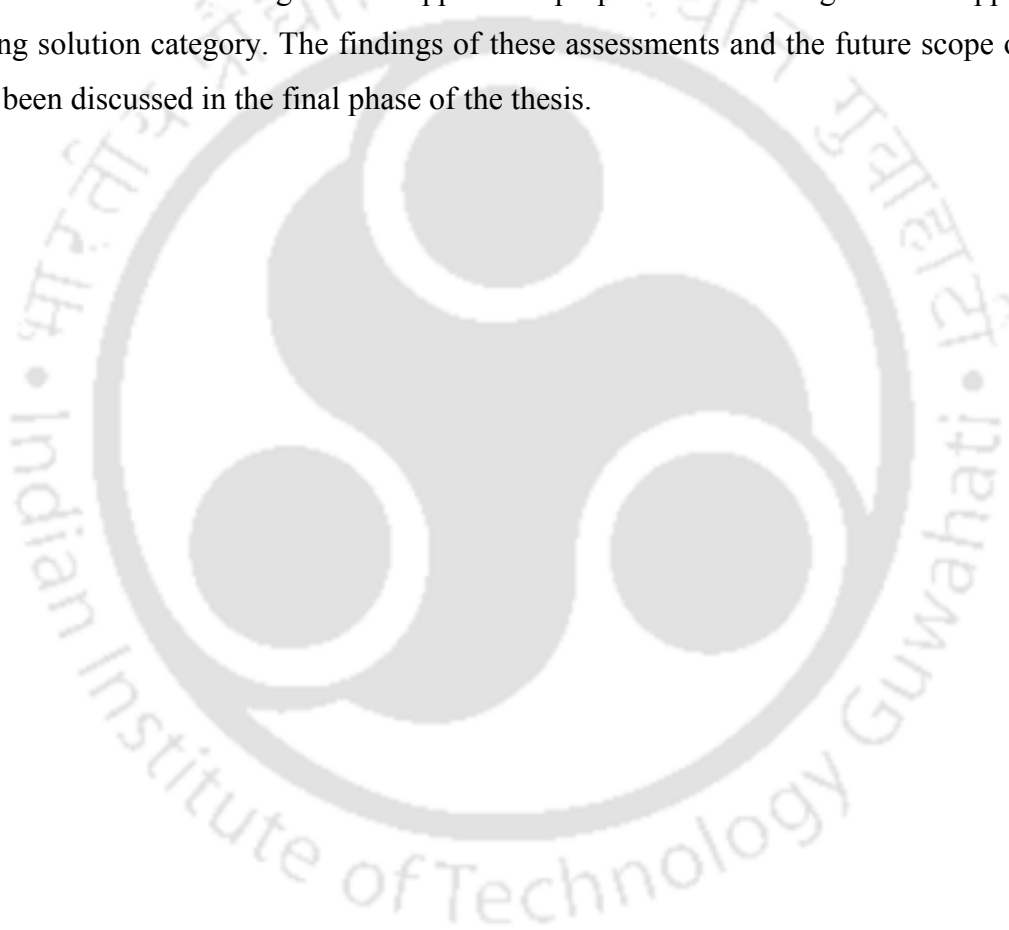 ng solution category. The findings of these assessments and the future scope o
been discussed in the final phase of the thesis.
गुवाहाटी
• Indian Institute of Technology Guwahati •